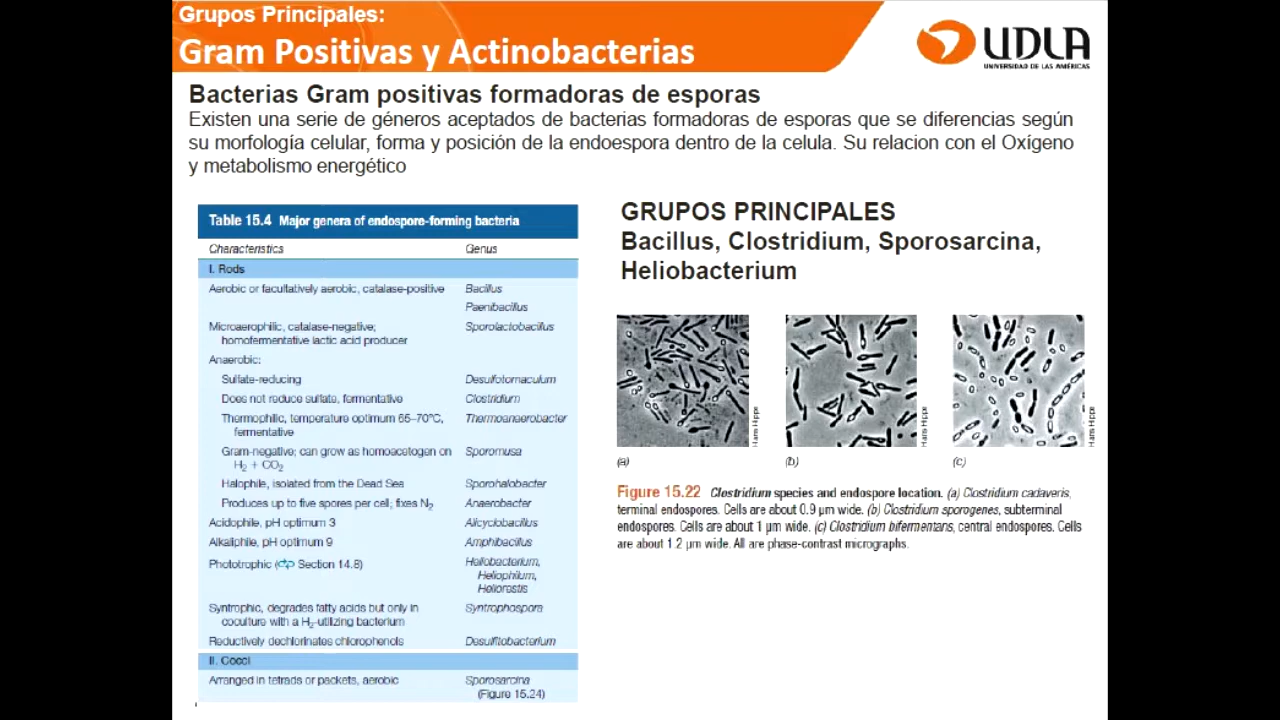 Grupos Principales:
Gram Positivas y Actinobacterias
UDLA
UNIVERSIDAD DE LAS AMÉRICAS
Bacterias Gram positivas formadoras de esporas
Existen una serie de géneros aceptados de bacterias formadoras de esporas que se diferencias según
su morfología celular, forma y posición de la endoespora dentro de la celula. Su relacion con el Oxígeno
y metabolismo energético
Table 15.4 Major genera of endospore-forming bacteria
Characteristics Genus
I. Rods
Aerobic or facultatively aerobic, catalase-positive Bacillus
Paenibacillus
Microaerophilic, catalase-negative; Sporolactobacillus
homofermentative lactic acid producer
Anaerobic:
Sulfate-reducing Desulfotomaculum
Does not reduce sulfate, fermentative Clostridium
Thermophilic, temperature optimum 65–70°C, Thermoanaerobacter
fermentative
Gram-negative; can grow as homoacetogen on Sporomusa
H2 + CO2
Halophile, isolated from the Dead Sea Sporohalobacter
Produces up to five spores per cell; fixes N2 Anaerobacter
Acidophile, pH optimum 3 Alicyclobacillus
Alkaliphile, pH optimum 9 Amphibacillus
Phototrophic (Section 14.8) Heliobacterium,
Heliophilum,
Heliorestis
Syntrophic, degrades fatty acids but only in Syntrophospora
coculture with a H2-utilizing bacterium
Reductively dechlorinates chlorophenols Desulfitobacterium
II. Cocci
Arranged in tetrads or packets, aerobic Sporosarcina
(Figure 15.24)
GRUPOS PRINCIPALES
Bacillus, Clostridium, Sporosarcina,
Heliobacterium
Hans Hippe
Hans Hippe
Hans Hippe
(a) (b) (c)
Figure 15.22 Clostridium species and endospore location. (a) Clostridium cadaveris,
terminal endospores. Cells are about 0.9 µm wide. (b) Clostridium sporogenes, subterminal
endospores. Cells are about 1 µm wide. (c) Clostridium bifermentans, central endospores. Cells
are about 1.2 µm wide. All are phase-contrast micrographs.